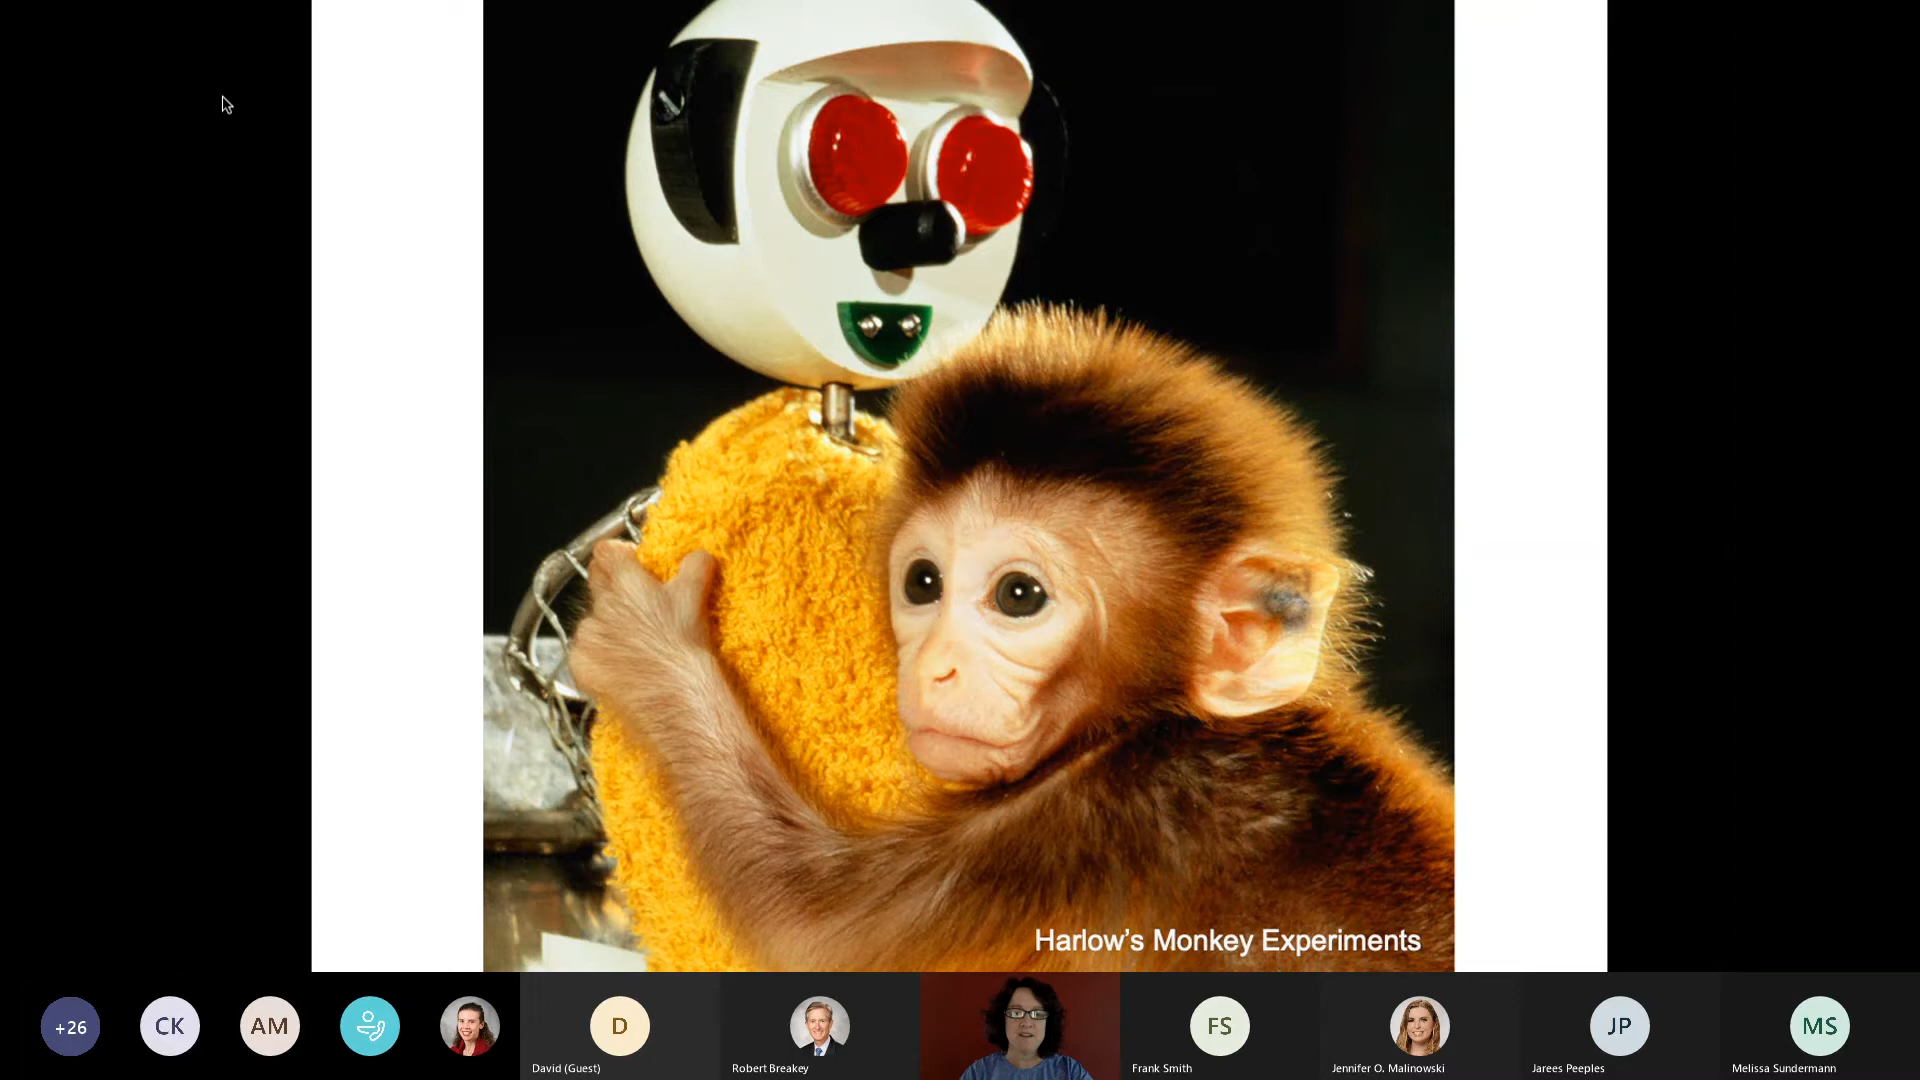 Harlow's Monkey Experiments
+26
CK
AM
D
FS
JP
MS
David (Guest)
Robert Breakey
Frank Smith
Jennifer O. Malinowski
Jarees Peeples
Melissa Sundermann